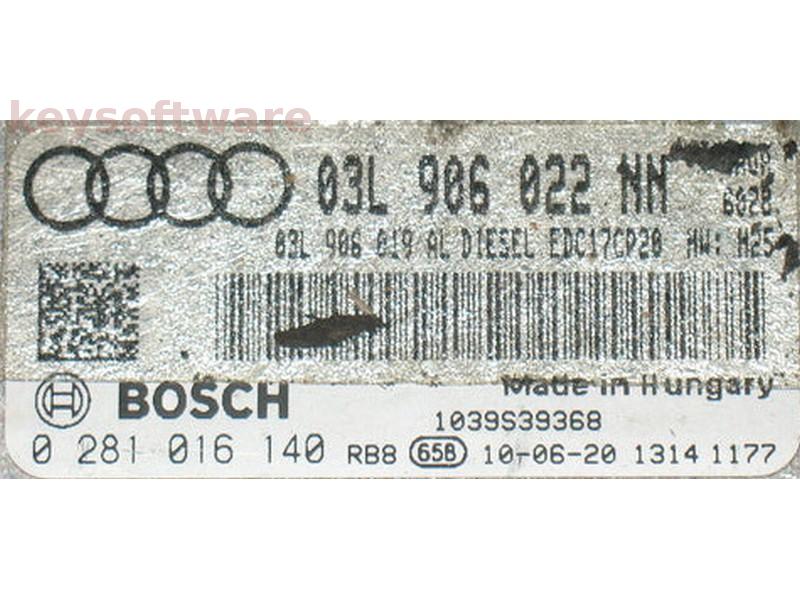 keysoftware
03L 906 022 NN
6028
03L 906 019 AL DIESEL EDC17CP20 HW: H25
BOSCH
Made in Hungary
1039S39368
0 281 016 140 RB8 65B 10-06-20 1314 1177